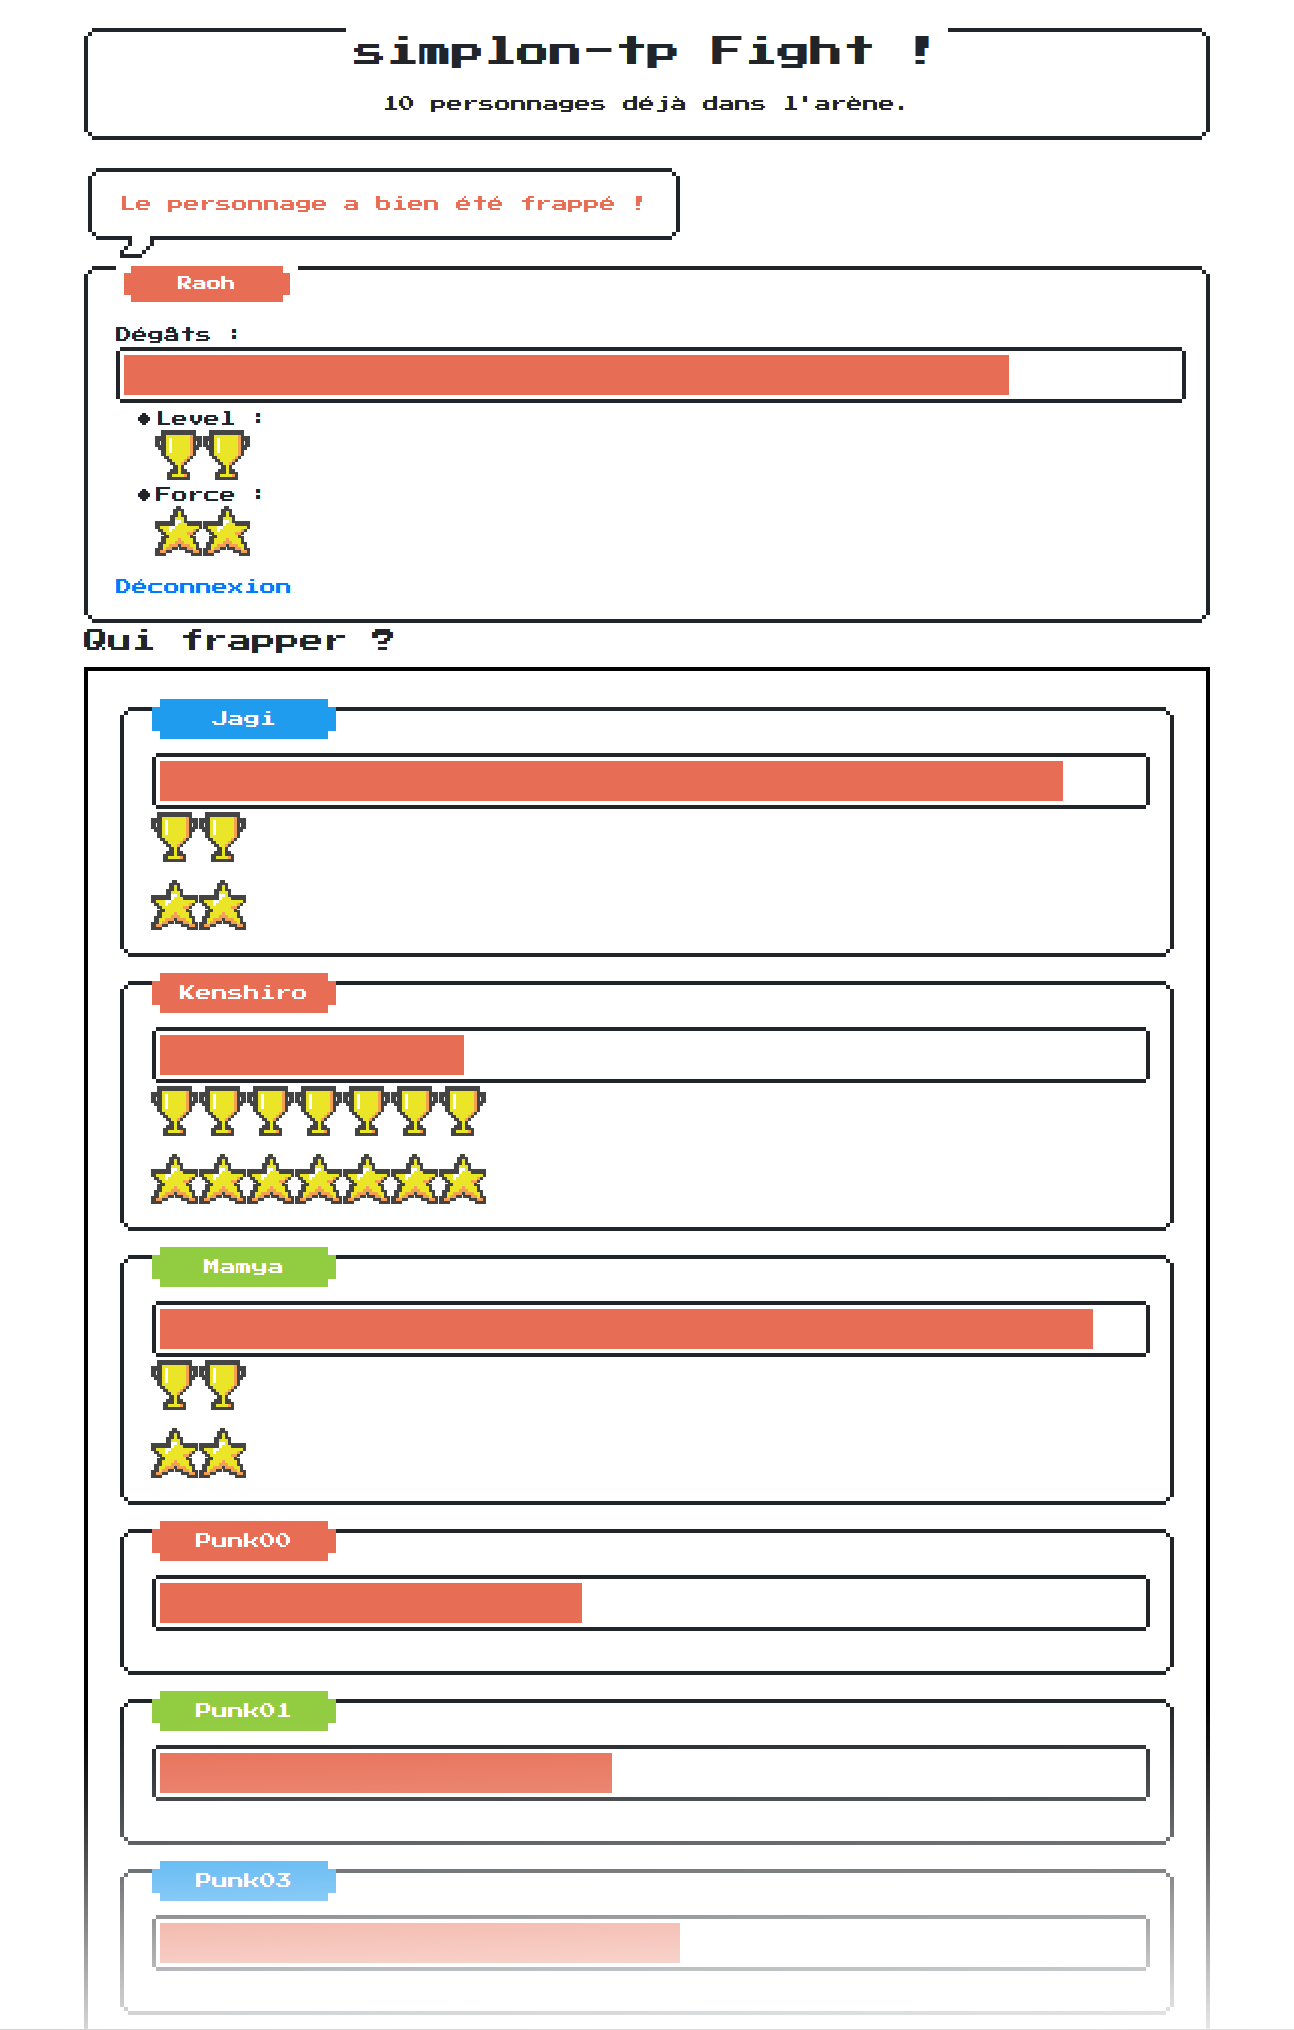 simplon-tp Fight !
10 personnages déjà dans l'arène.
Le personnage a bien été frappé !
Raoh
Dégâts :
Level :
Force :
Déconnexion
Qui frapper ?
Jagi
Kenshiro
Mamya
Punk00
Punk01
Punk03